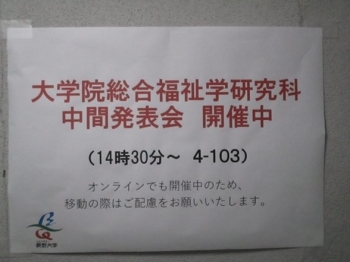 大学院総合福祉学研究科
中間発表会 開催中
(14時30分～ 4-103)
オンラインでも開催中のため、
移動の際はご配慮をお願いいたします。